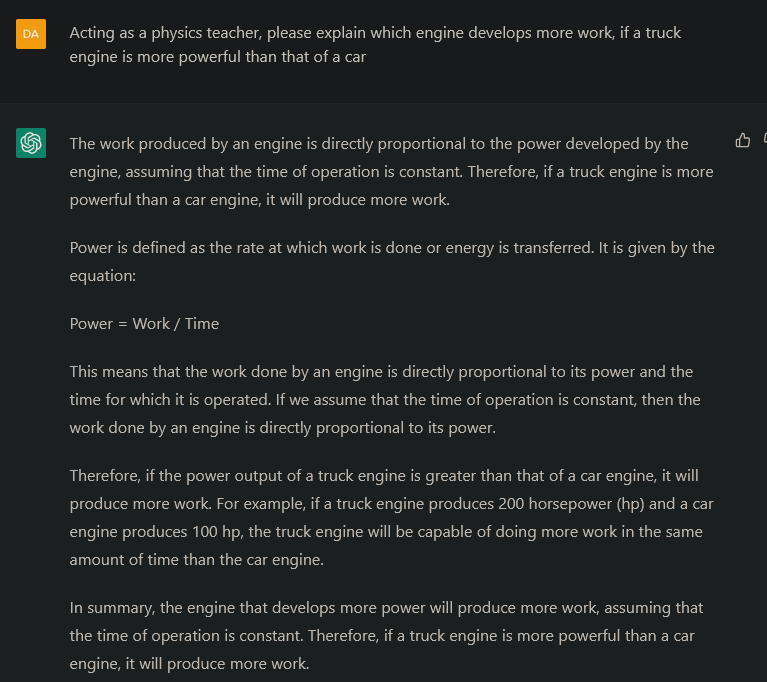 DA
Acting as a physics teacher, please explain which engine develops more work, if a truck
engine is more powerful than that of a car
The work produced by an engine is directly proportional to the power developed by the
engine, assuming that the time of operation is constant. Therefore, if a truck engine is more
powerful than a car engine, it will produce more work.
Power is defined as the rate at which work is done or energy is transferred. It is given by the
equation:
Power = Work / Time
This means that the work done by an engine is directly proportional to its power and the
time for which it is operated. If we assume that the time of operation is constant, then the
work done by an engine is directly proportional to its power.
Therefore, if the power output of a truck engine is greater than that of a car engine, it will
produce more work. For example, if a truck engine produces 200 horsepower (hp) and a car
engine produces 100 hp, the truck engine will be capable of doing more work in the same
amount of time than the car engine.
In summary, the engine that develops more power will produce more work, assuming that
the time of operation is constant. Therefore, if a truck engine is more powerful than a car
engine, it will produce more work.